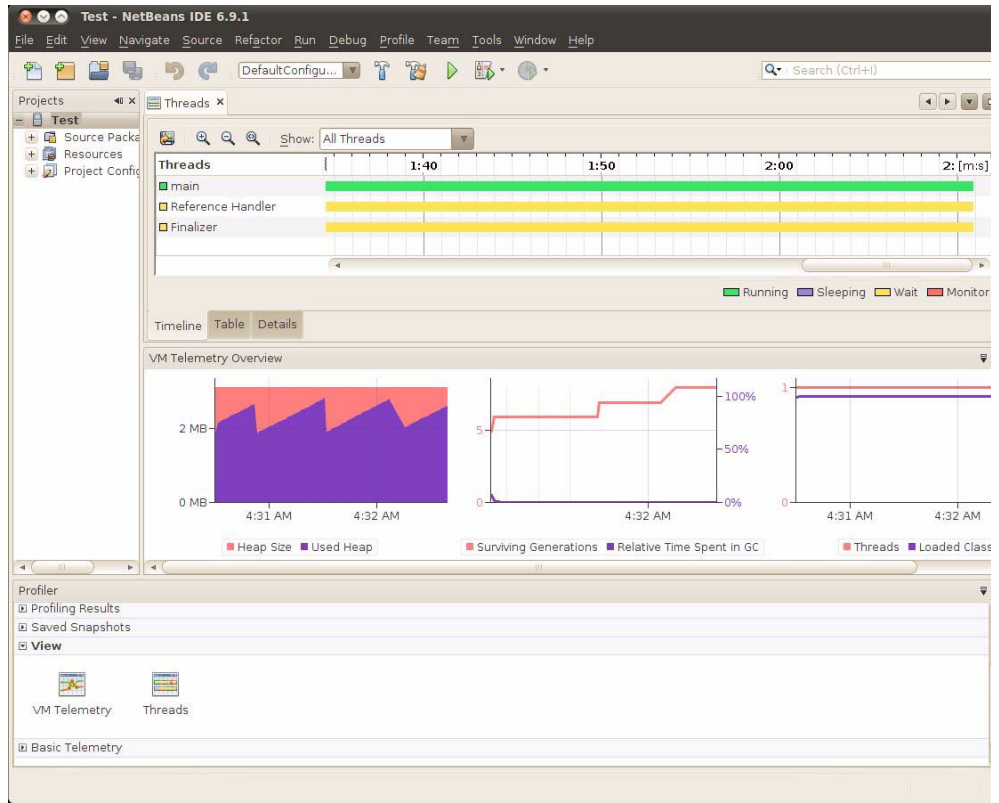 Test - NetBeans IDE 6.9.1
File Edit View Navigate Source Refactor Run Debug Profile Team Tools Window Help
DefaultConfigu... Search (Ctrl+I)
Projects
Test
Source Packa
Resources
Project Config
Threads
Show: All Threads
Threads 1:40 1:50 2:00 2: [m:s]
main
Reference Handler
Finalizer
Running Sleeping Wait Monitor
Timeline Table Details
VM Telemetry Overview
2 MB
0 MB
4:31 AM 4:32 AM
Heap Size Used Heap
5
0
100%
50%
0%
4:32 AM
Surviving Generations Relative Time Spent in GC
1
0
4:31 AM 4:32 AM
Threads Loaded Class
Profiler
Profiling Results
Saved Snapshots
View
VM Telemetry Threads
Basic Telemetry